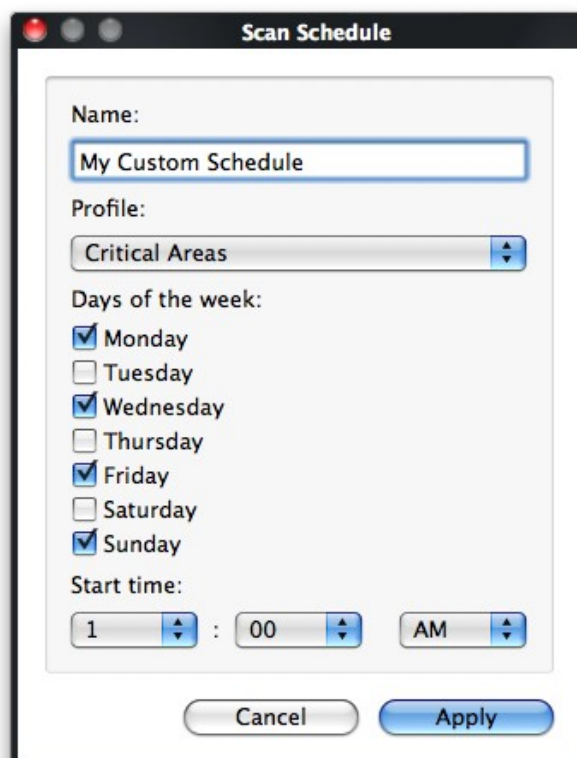 Scan Schedule
Name:
My Custom Schedule
Profile:
Critical Areas
Days of the week:
Monday
Tuesday
Wednesday
Thursday
Friday
Saturday
Sunday
Start time:
1 : 00 AM
Cancel Apply